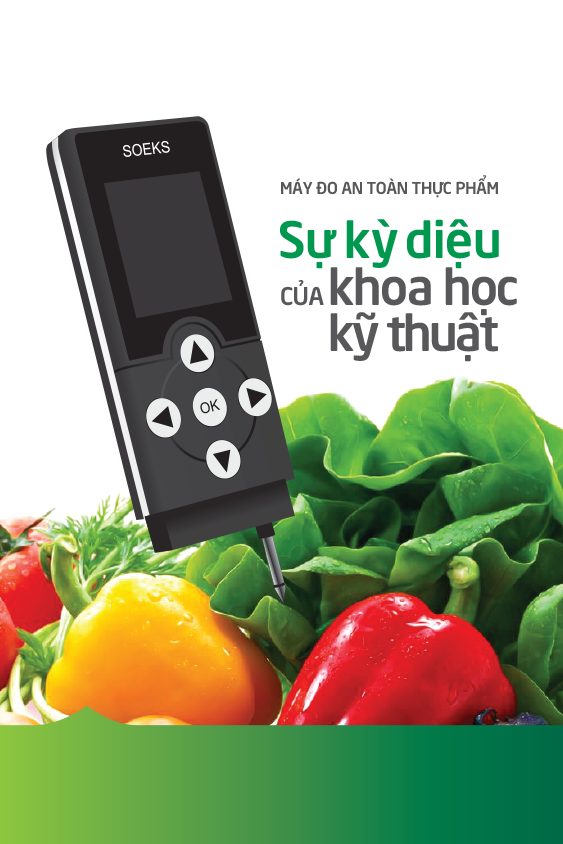 SOEKS
MÁY ĐO AN TOÀN THỰC PHẨM
Sự kỳ diệu
CỦA khoa học
kỹ thuật
OK